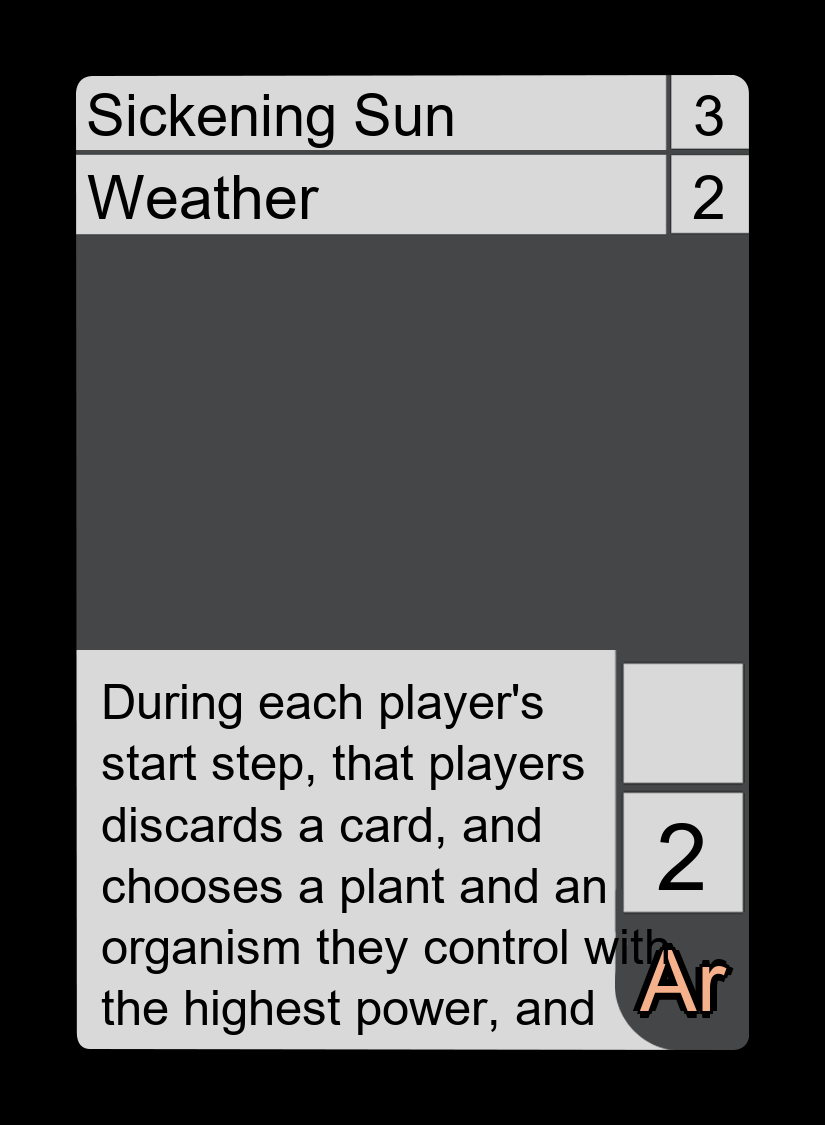 Sickening Sun 3
Weather 2
During each player's
start step, that players
discards a card, and
chooses a plant and an
organism they control with
the highest power, and
2
Ar